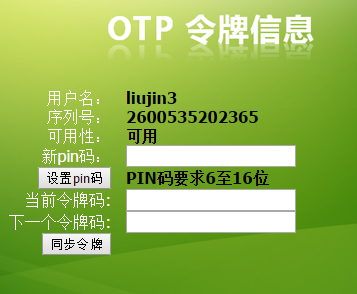 OTP 令牌信息
用户名： liujin3
序列号： 2600535202365
可用性： 可用
新pin码：
设置pin码 PIN码要求6至16位
当前令牌码:
下一个令牌码:
同步令牌